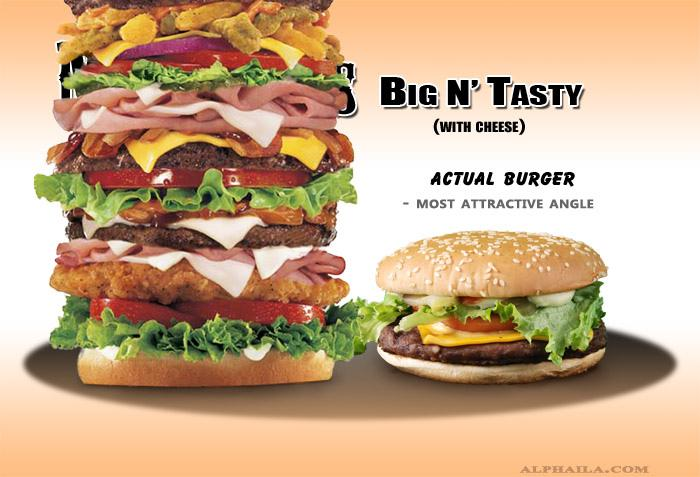 BIG N' TASTY
(WITH CHEESE)
ACTUAL BURGER
- MOST ATTRACTIVE ANGLE
ALPHAILA.COM